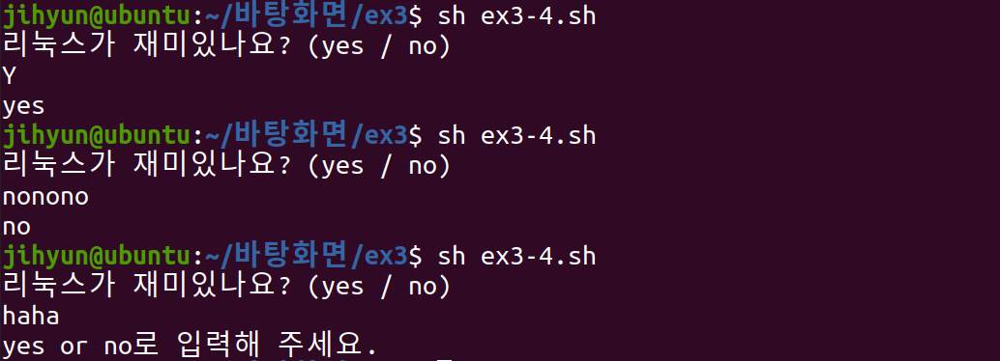 jihyun@ubuntu:~/바탕화면/ex3$ sh ex3-4.sh
리눅스가 재미있나요? (yes / no)
Y
yes
jihyun@ubuntu:~/바탕화면/ex3$ sh ex3-4.sh
리눅스가 재미있나요? (yes / no)
nonono
no
jihyun@ubuntu:~/바탕화면/ex3$ sh ex3-4.sh
리눅스가 재미있나요? (yes / no)
haha
yes or no로 입력해 주세요.